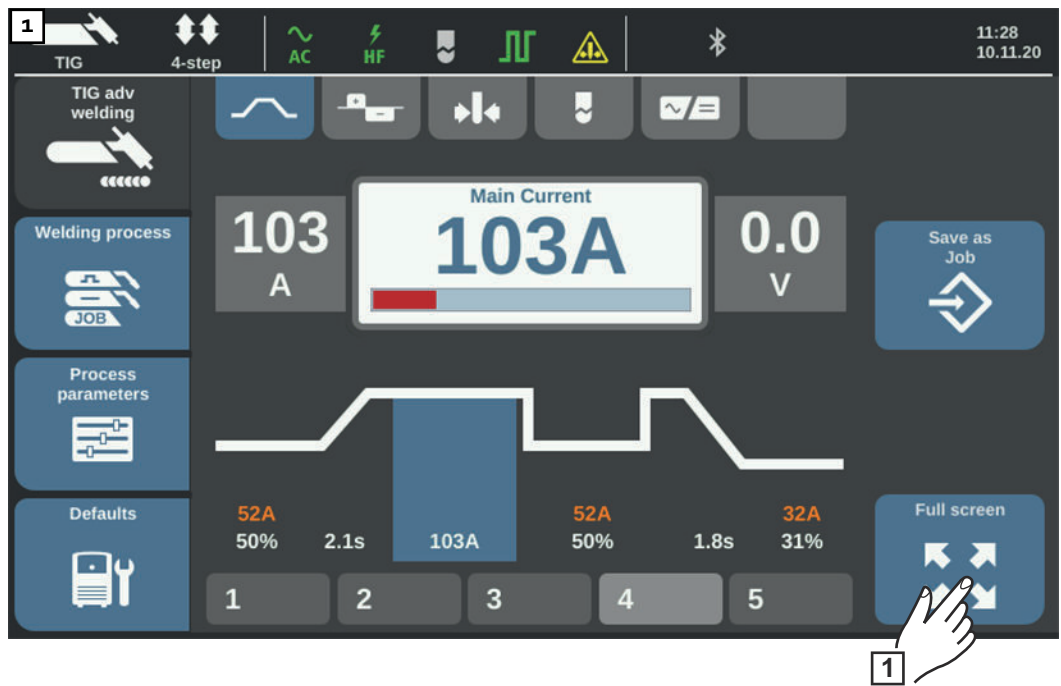 1
TIG
4-step
AC
HF
11:28
10.11.20
TIG adv
welding
Welding process
JOB
Process
parameters
Defaults
103
A
Main Current
103A
0.0
V
Save as
Job
52A
52A
32A
50%
2.1s
103A
50%
1.8s
31%
1
2
3
4
5
Full screen
1